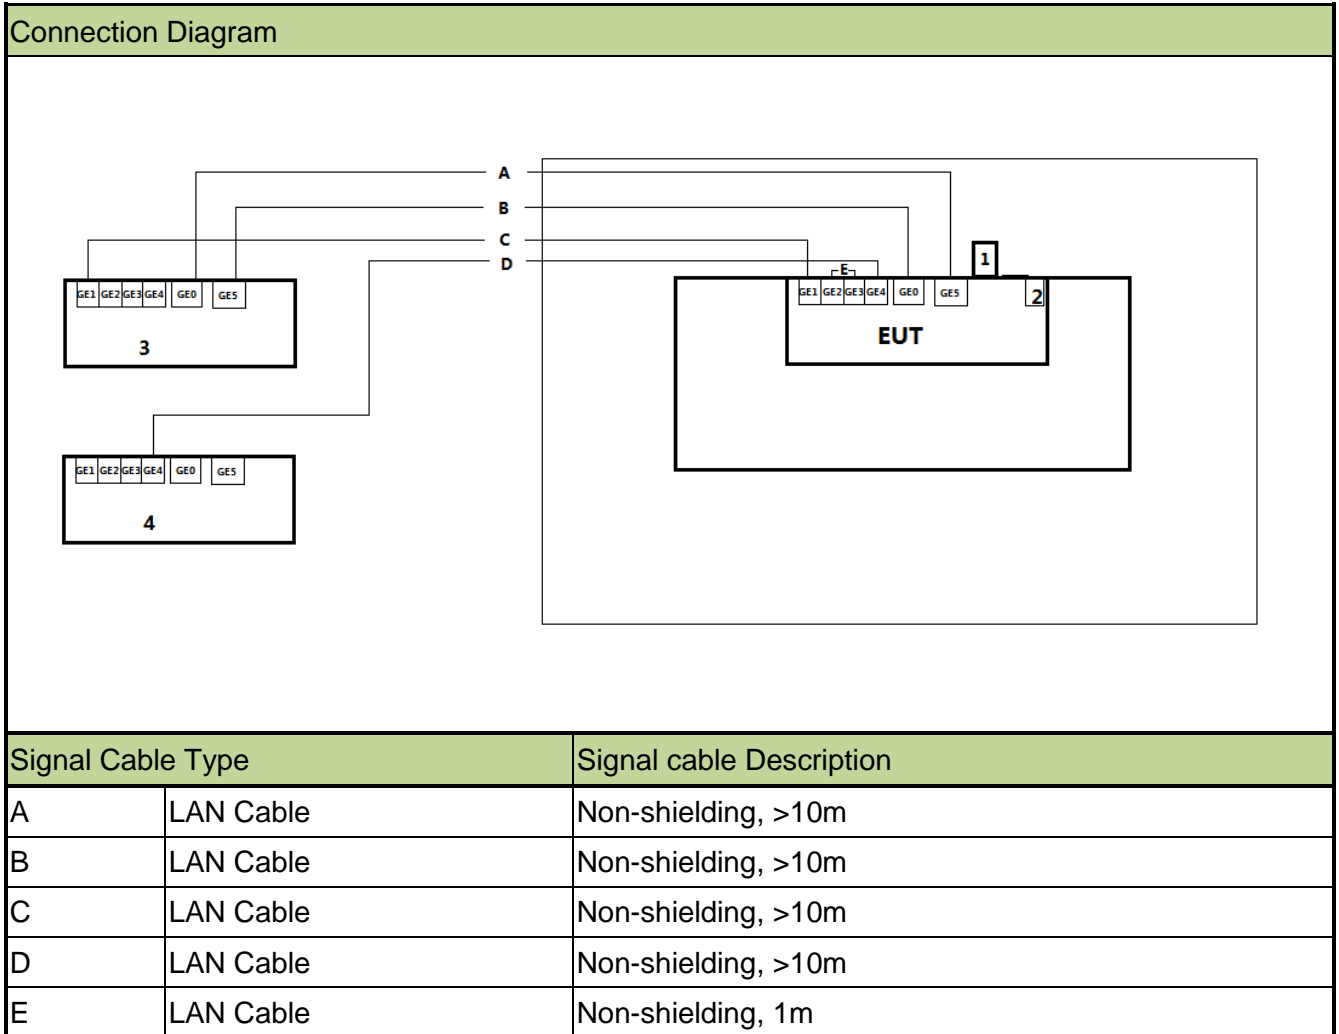 Connection Diagram
A
B
C
D
E
1
GE1 GE2 GE3 GE4 GE0 GE5
3
GE1 GE2 GE3 GE4 GE0 GE5 2
EUT
GE1 GE2 GE3 GE4 GE0 GE5
4
Signal Cable Type Signal cable Description
A LAN Cable Non-shielding, >10m
B LAN Cable Non-shielding, >10m
C LAN Cable Non-shielding, >10m
D LAN Cable Non-shielding, >10m
E LAN Cable Non-shielding, 1m